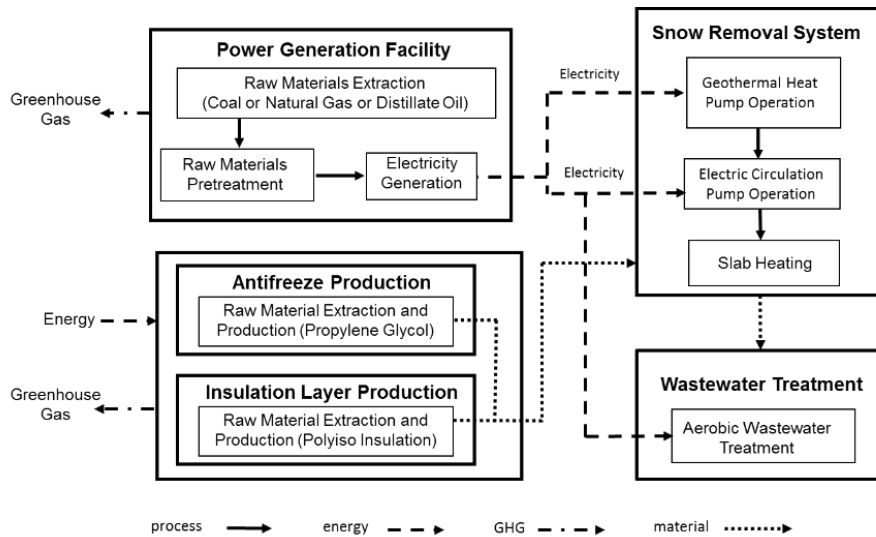 Power Generation Facility
Raw Materials Extraction
(Coal or Natural Gas or Distillate Oil)
Greenhouse
Gas
Raw Materials
Pretreatment
Electricity
Generation
Electricity
Electricity
Snow Removal System
Geothermal Heat
Pump Operation
Electric Circulation
Pump Operation
Slab Heating
Antifreeze Production
Raw Material Extraction and
Production (Propylene Glycol)
Energy
Insulation Layer Production
Raw Material Extraction and
Production (Polyiso Insulation)
Greenhouse
Gas
Wastewater Treatment
Aerobic Wastewater
Treatment
process energy GHG material